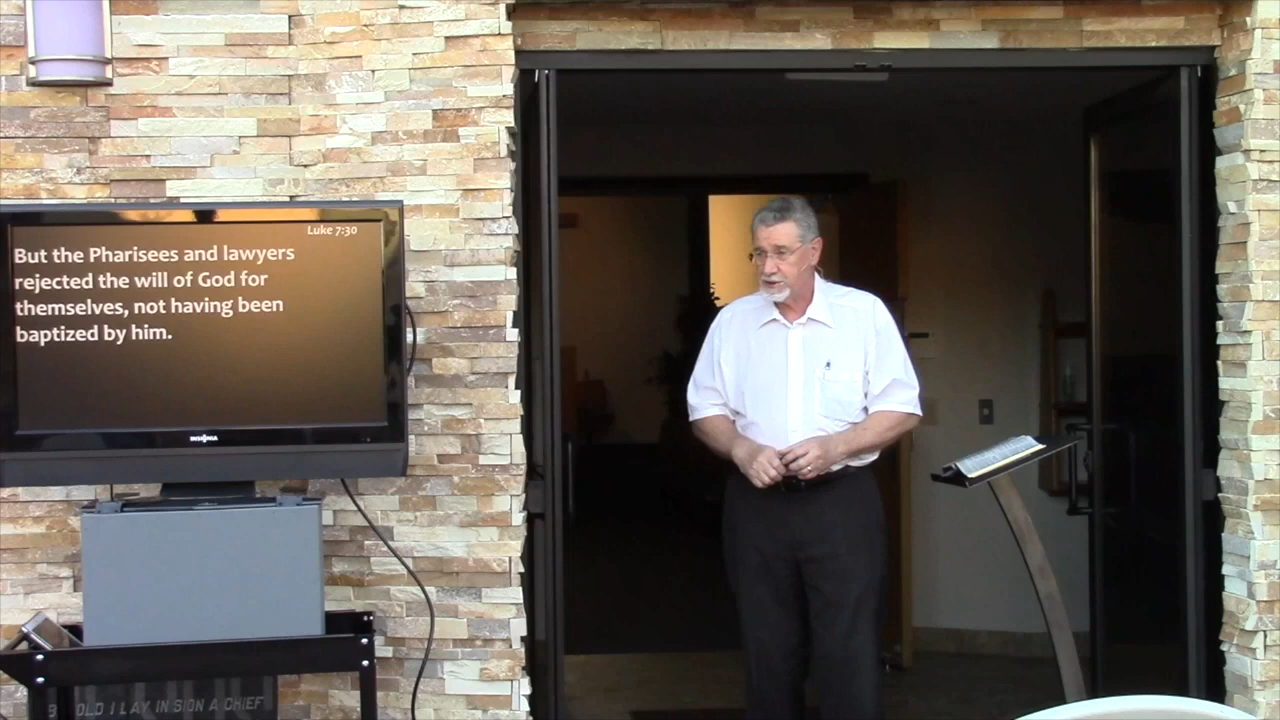 Luke 7:30
But the Pharisees and lawyers
rejected the will of God for
themselves, not having been
baptized by him.
INSIGNIA
OLD I LAY IN SION A CHIEF